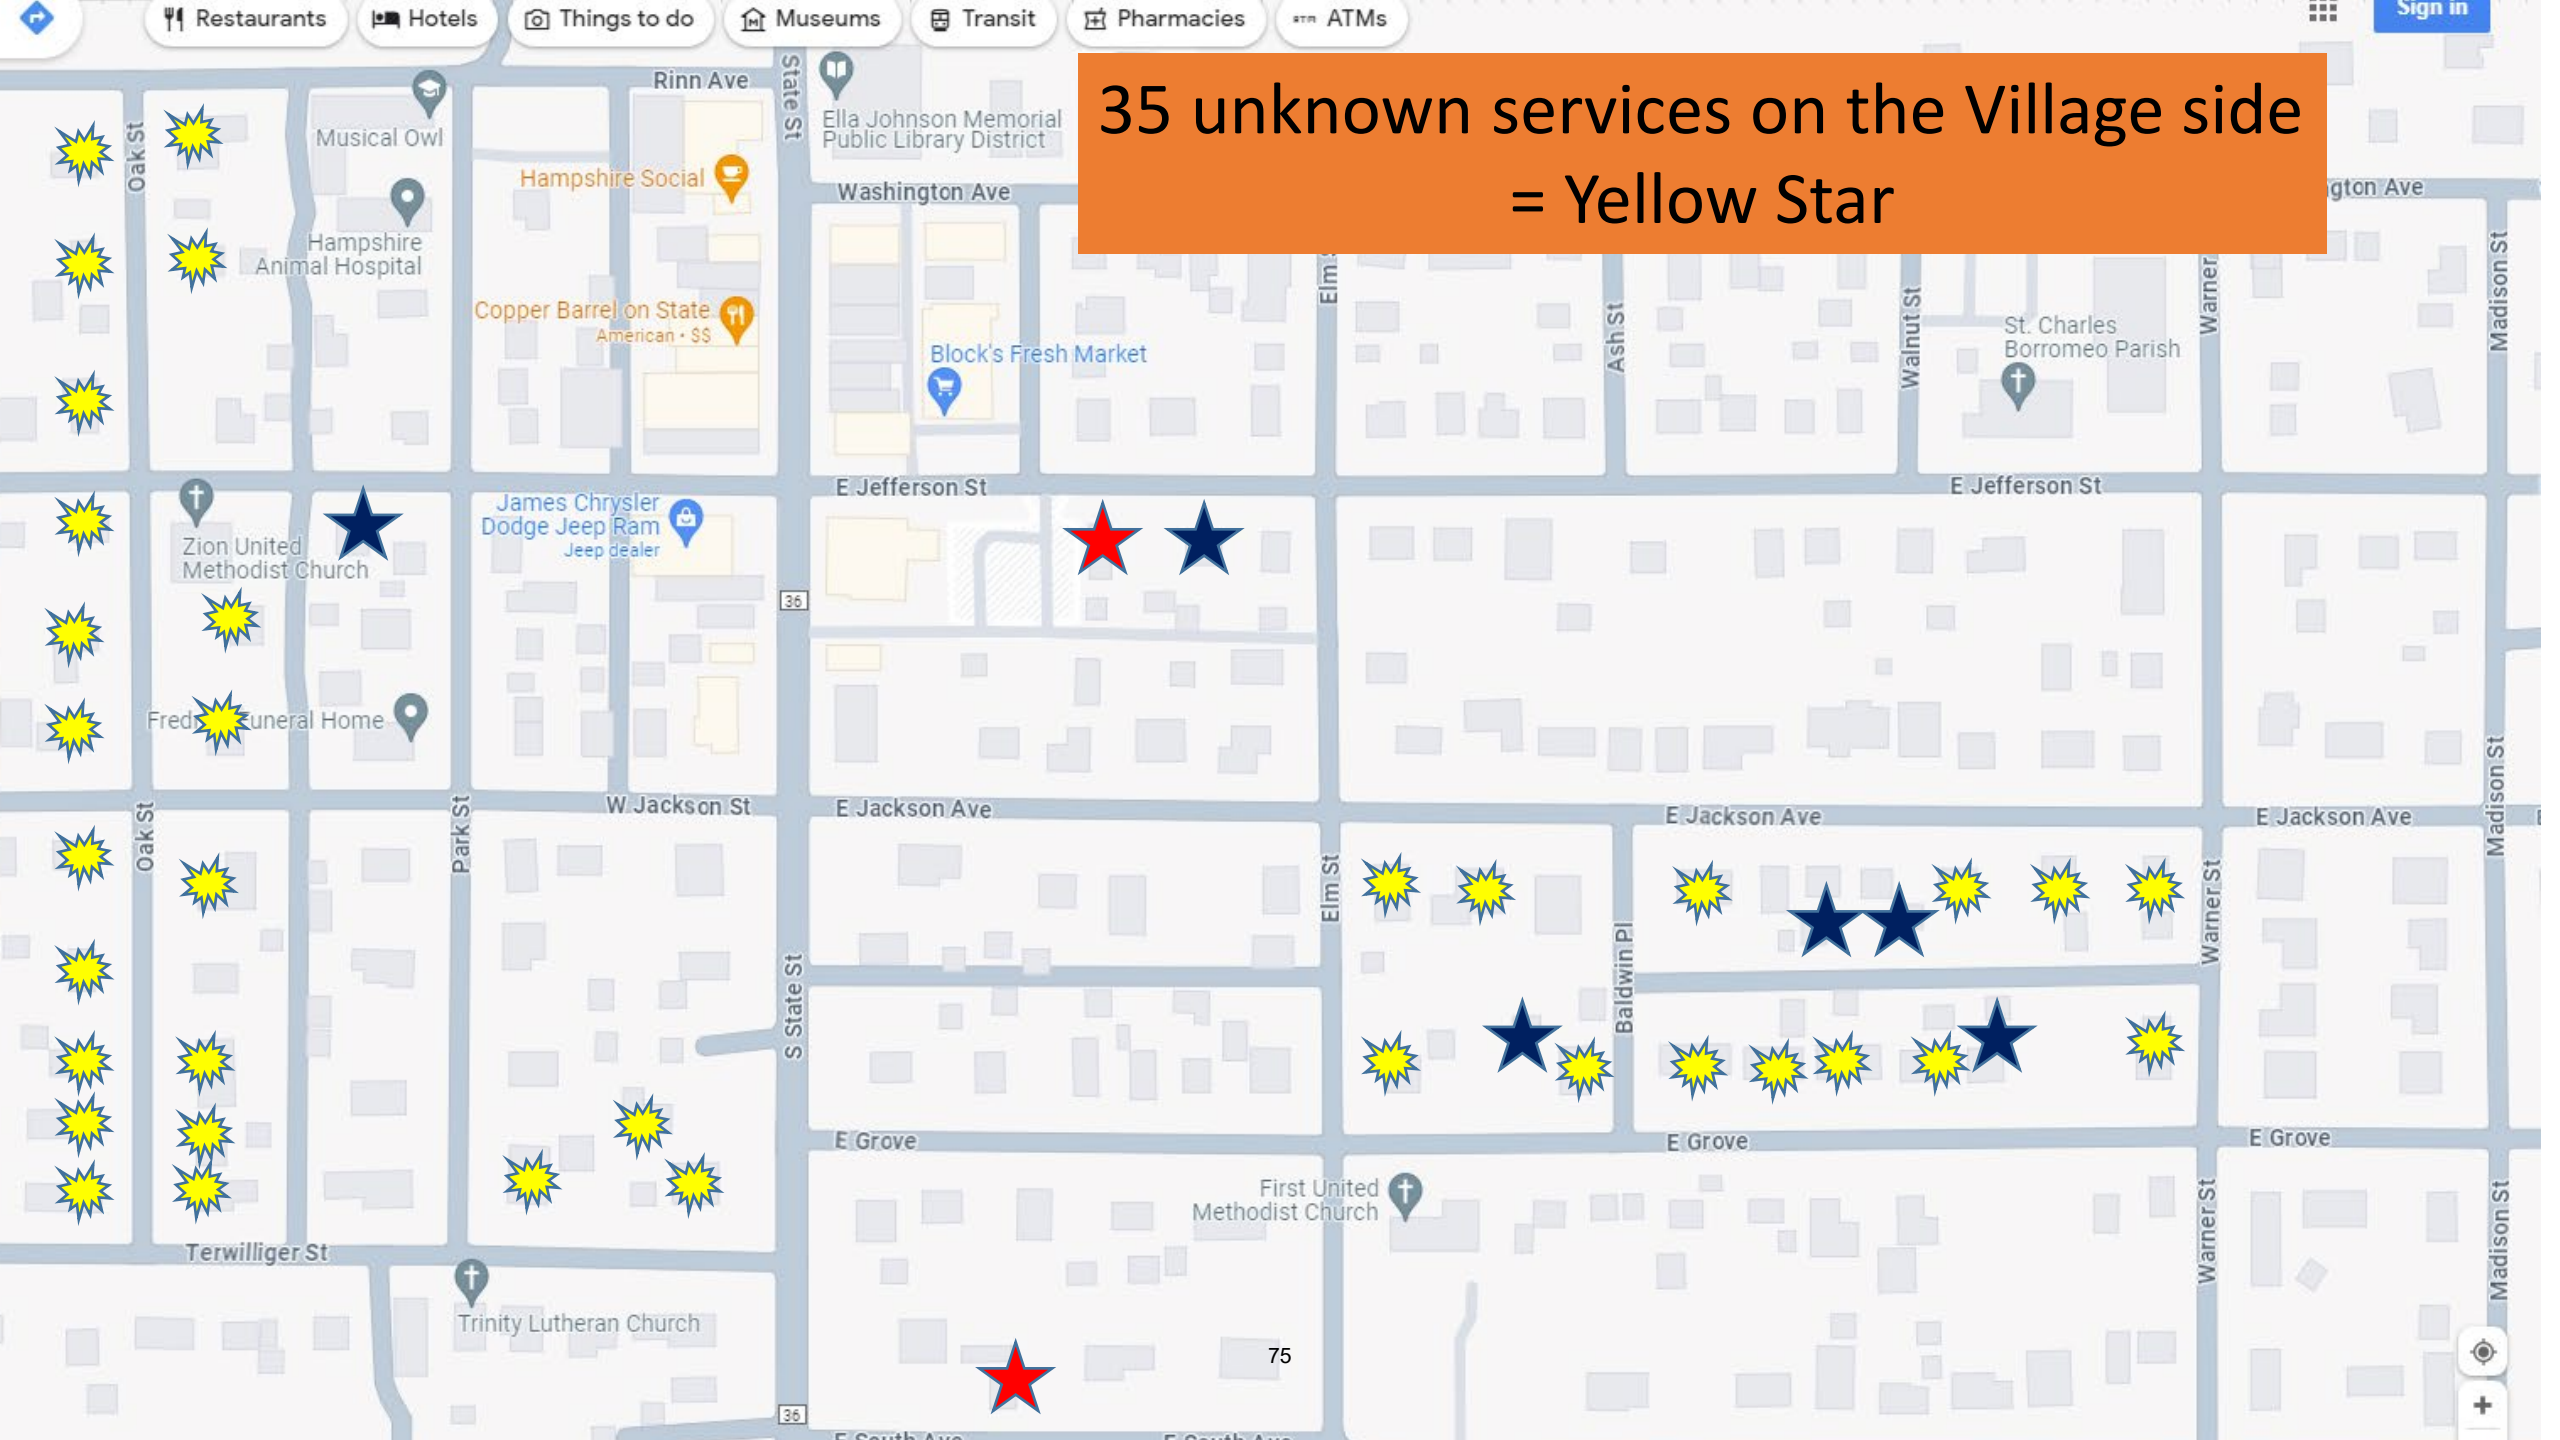 Restaurants
Hotels
Things to do
Museums
Transit
Pharmacies
ATMs
Sign in
35 unknown services on the Village side
= Yellow Star
Rinn Ave
State St
Oak St
Musical Owl
Ella Johnson Memorial
Public Library District
Hampshire Social
Washington Ave
gton Ave
Hampshire
Animal Hospital
Elm
Warner
Madison St
Copper Barrel on State
American • $$
Block's Fresh Market
Ash St
Walnut St
St. Charles
Borromeo Parish
E Jefferson St
E Jefferson St
James Chrysler
Dodge Jeep Ram
Jeep dealer
Zion United
Methodist Church
36
Fred
uneral Home
Oak St
Park St
W Jackson St
E Jackson Ave
E Jackson Ave
E Jackson Ave
Madison St
Elm St
Baldwin Pl
Warner St
S State St
E Grove
E Grove
E Grove
First United
Methodist Church
Warner St
Madison St
Terwilliger St
Trinity Lutheran Church
75
36
E South Ave
E South Ave